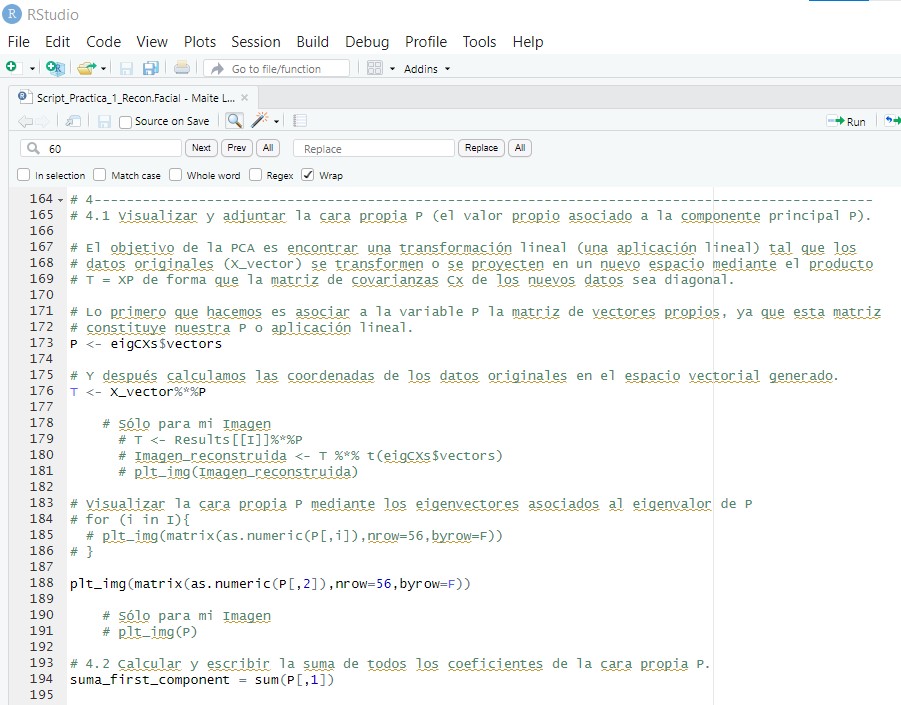 RStudio
File Edit Code View Plots Session Build Debug Profile Tools Help
Go to file/function Addins
Script_Practica_1_Recon.Facial - Maite L...
Source on Save Run
60 Next Prev All Replace Replace All
In selection Match case Whole word Regex Wrap
164 # 4-------------------------------------------------------------------------------------------------
165 # 4.1 Visualizar y adjuntar la cara propia P (el valor propio asociado a la componente principal P).
166
167 # El objetivo de la PCA es encontrar una transformación lineal (una aplicación lineal) tal que los
168 # datos originales (X_vector) se transformen o se proyecten en un nuevo espacio mediante el producto
169 # T = XP de forma que la matriz de covarianzas Cx de los nuevos datos sea diagonal.
170
171 # Lo primero que hacemos es asociar a la variable P la matriz de vectores propios, ya que esta matriz
172 # constituye nuestra P o aplicación lineal.
173 P <- eigCXs$vectors
174
175 # Y después calculamos las coordenadas de los datos originales en el espacio vectorial generado.
176 T <- X_vector%*%P
177
178 # Sólo para mi Imagen
179 # T <- Results[[I]]%*%P
180 # Imagen_reconstruida <- T %*% t(eigCXs$vectors)
181 # plt_img(Imagen_reconstruida)
182
183 # Visualizar la cara propia P mediante los eigenvectores asociados al eigenvalor de P
184 # for (i in I){
185 # plt_img(matrix(as.numeric(P[,i]),nrow=56,byrow=F))
186 # }
187
188 plt_img(matrix(as.numeric(P[,2]),nrow=56,byrow=F))
189
190 # Sólo para mi Imagen
191 # plt_img(P)
192
193 # 4.2 Calcular y escribir la suma de todos los coeficientes de la cara propia P.
194 suma_first_component = sum(P[,1])
195